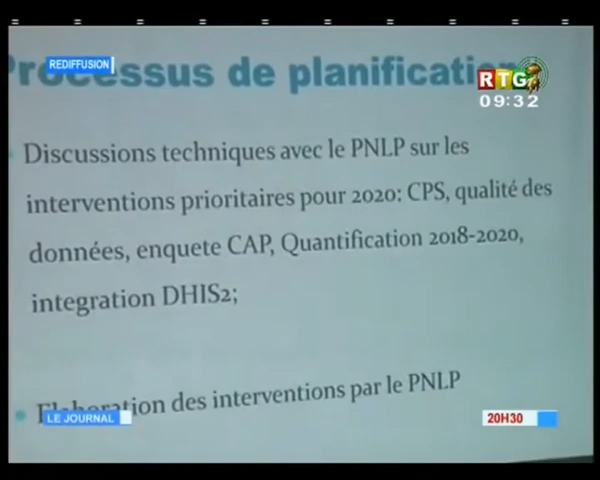 REDIFFUSION
Processus de planification
RTG
09:32
Discussions techniques avec le PNLP sur les
interventions prioritaires pour 2020: CPS, qualité des
données, enquete CAP, Quantification 2018-2020,
integration DHIS2;
Elaboration des interventions par le PNLP
LE JOURNAL
20H30